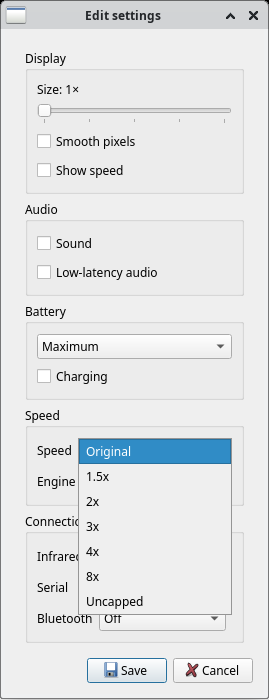 Edit settings
Display
Size: 1×
Smooth pixels
Show speed
Audio
Sound
Low-latency audio
Battery
Maximum
Charging
Speed
Speed
Original
1.5x
Engine
2x
Connectio
3x
4x
Infrared
8x
Serial
Uncapped
Bluetooth
Off
Save
Cancel